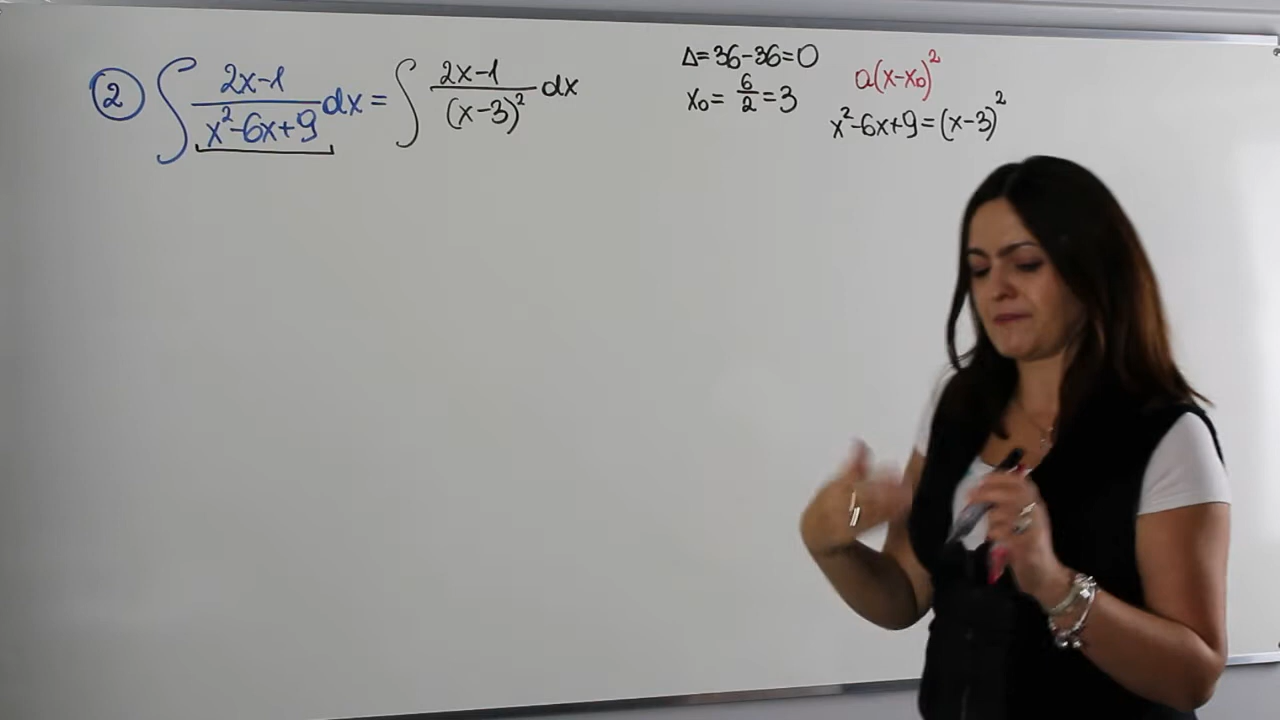 ② ∫ (2x-1)/(x²-6x+9) dx = ∫ (2x-1)/(x-3)² dx
Δ=36-36=0
x₀= 6/2 =3
a(x-x₀)²
x²-6x+9=(x-3)²